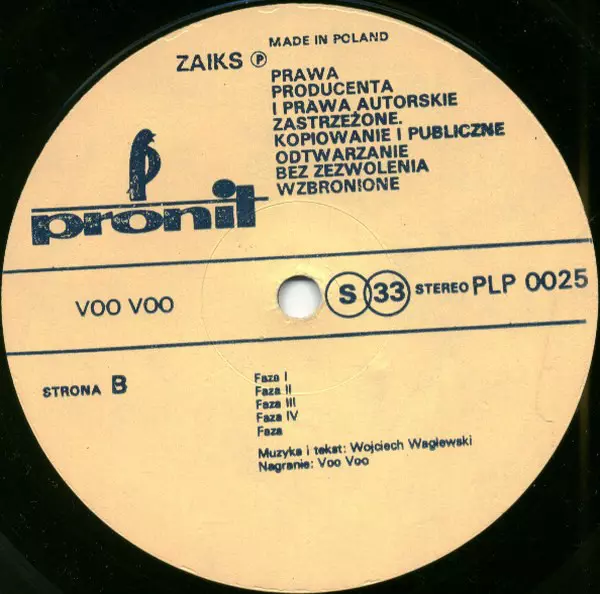 MADE IN POLAND
ZAIKS Ⓟ
PRAWA
PRODUCENTA
I PRAWA AUTORSKIE
ZASTRZEŻONE.
KOPIOWANIE I PUBLICZNE
ODTWARZANIE
BEZ ZEZWOLENIA
WZBRONIONE
pronit
VOO VOO
S 33 STEREO PLP 0025
STRONA B
Faza I
Faza II
Faza III
Faza IV
Faza
Muzyka i tekst: Wojciech Waglewski
Nagranie: Voo Voo